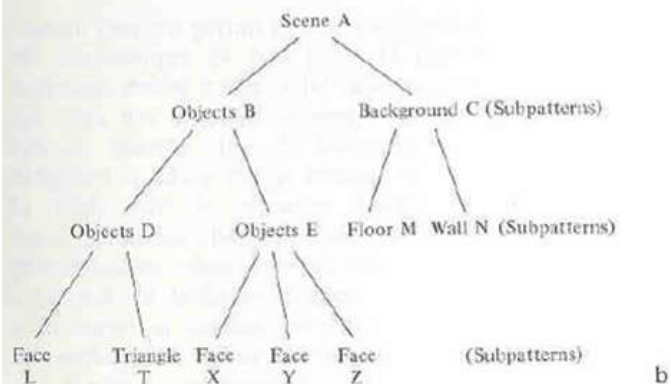 Scene A
Objects B Background C (Subpatterns)
Objects D Objects E Floor M Wall N (Subpatterns)
Face Triangle Face Face Face (Subpatterns)
L T X Y Z b